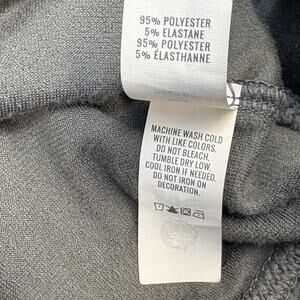 95% POLYESTER
5% ELASTANE
95% POLYESTER
5% ÉLASTHANNE
MACHINE WASH COLD
WITH LIKE COLORS.
DO NOT BLEACH.
TUMBLE DRY LOW.
COOL IRON IF NEEDED.
DO NOT IRON ON
DECORATION.